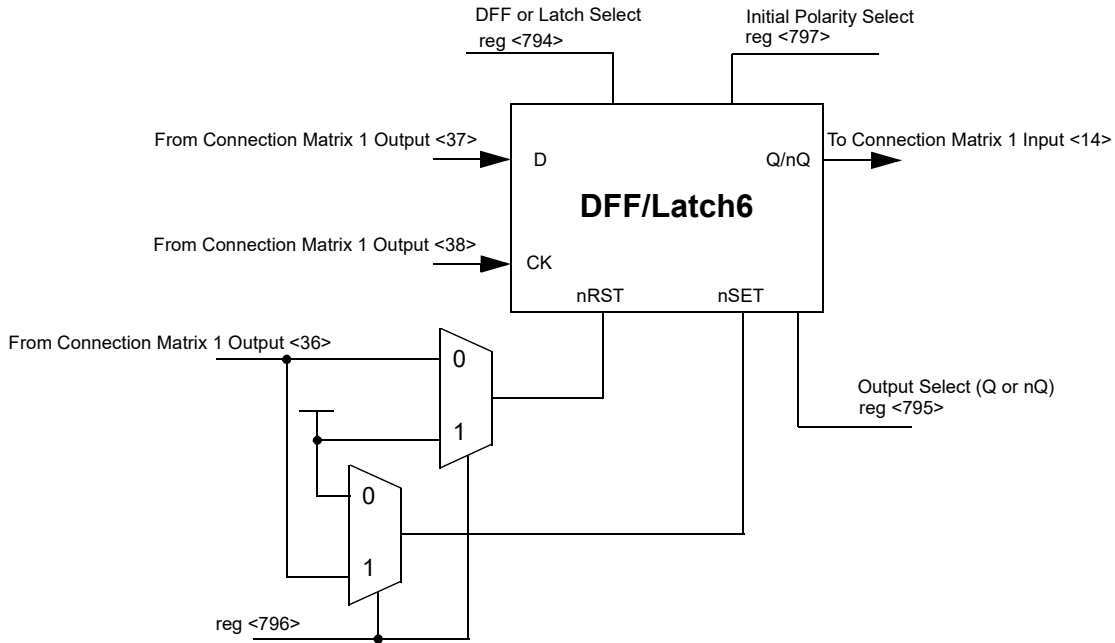 DFF or Latch Select
reg <794>
Initial Polarity Select
reg <797>
From Connection Matrix 1 Output <37>
D
Q/nQ
To Connection Matrix 1 Input <14>
DFF/Latch6
From Connection Matrix 1 Output <38>
CK
nRST
nSET
From Connection Matrix 1 Output <36>
0
1
Output Select (Q or nQ)
reg <795>
0
1
reg <796>